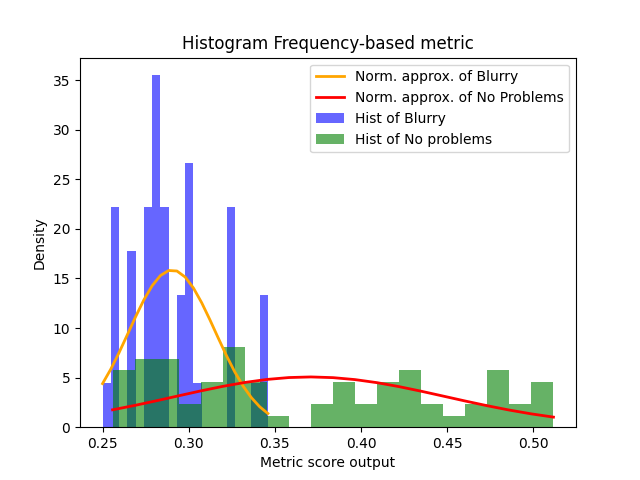 Histogram Frequency-based metric
Norm. approx. of Blurry
Norm. approx. of No Problems
Hist of Blurry
Hist of No problems
Density
35
30
25
20
15
10
5
0
0.25 0.30 0.35 0.40 0.45 0.50
Metric score output